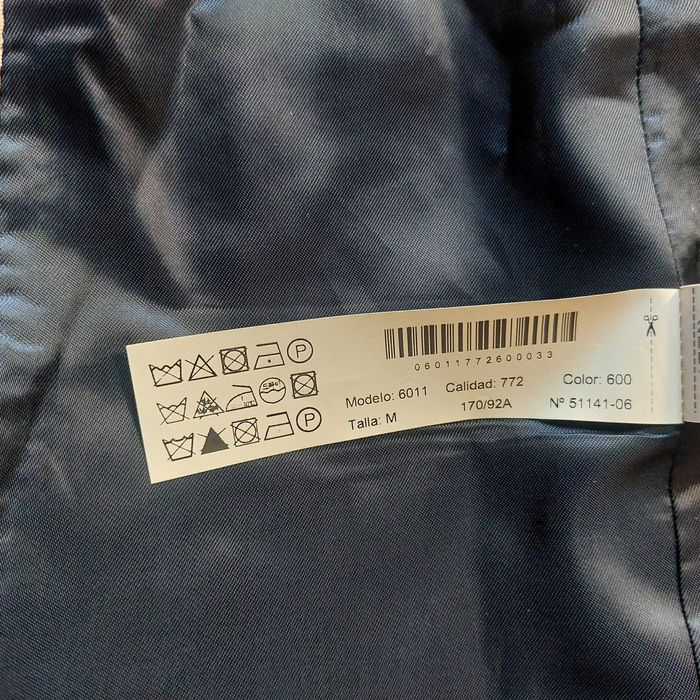 06011772600033
Modelo: 6011 Calidad: 772 Color: 600
Talla: M 170/92A Nº 51141-06
P
P